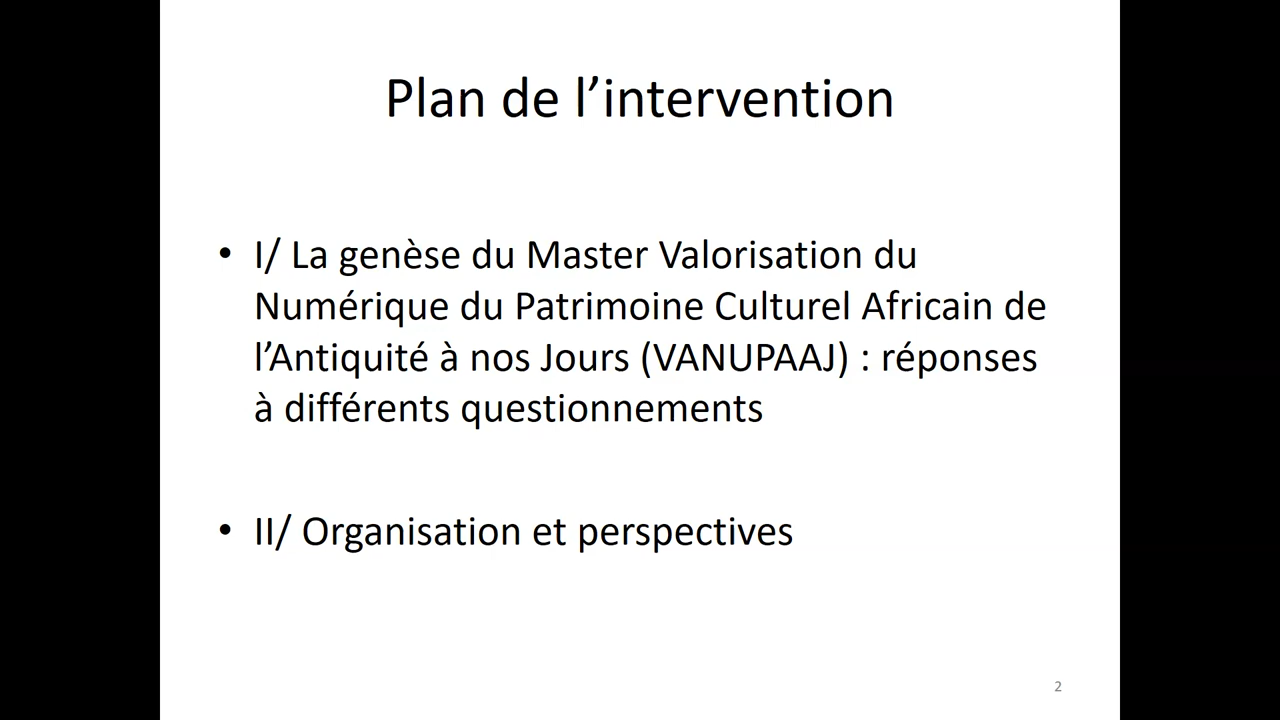 Plan de l’intervention
• I/ La genèse du Master Valorisation du
Numérique du Patrimoine Culturel Africain de
l’Antiquité à nos Jours (VANUPAAJ) : réponses
à différents questionnements
• II/ Organisation et perspectives
2